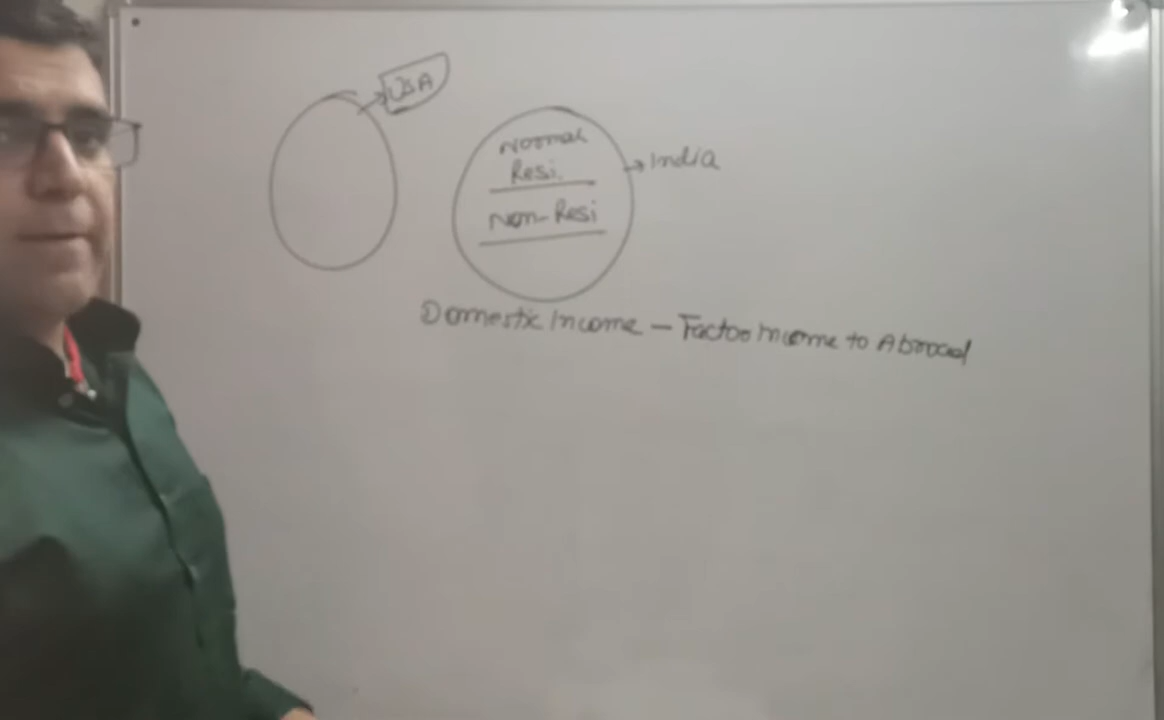 USA
Normal
Resi.
Non-Resi
India
Domestic Income - Factor Income to Abroad